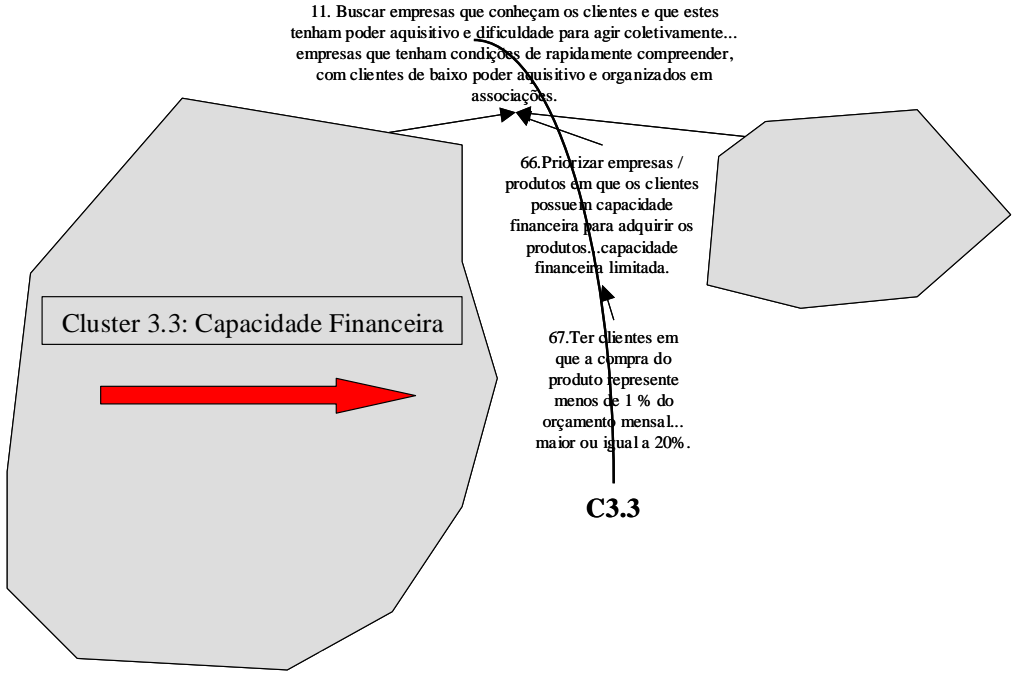 11. Buscar empresas que conheçam os clientes e que estes
tenham poder aquisitivo e dificuldade para agir coletivamente...
empresas que tenham condições de rapidamente compreender,
com clientes de baixo poder aquisitivo e organizados em
associações.
66.Priorizar empresas /
produtos em que os clientes
possuem capacidade
financeira para adquirir os
produtos...capacidade
financeira limitada.
Cluster 3.3: Capacidade Financeira
67.Ter clientes em
que a compra do
produto represente
menos de 1 % do
orçamento mensal...
maior ou igual a 20%.
C3.3